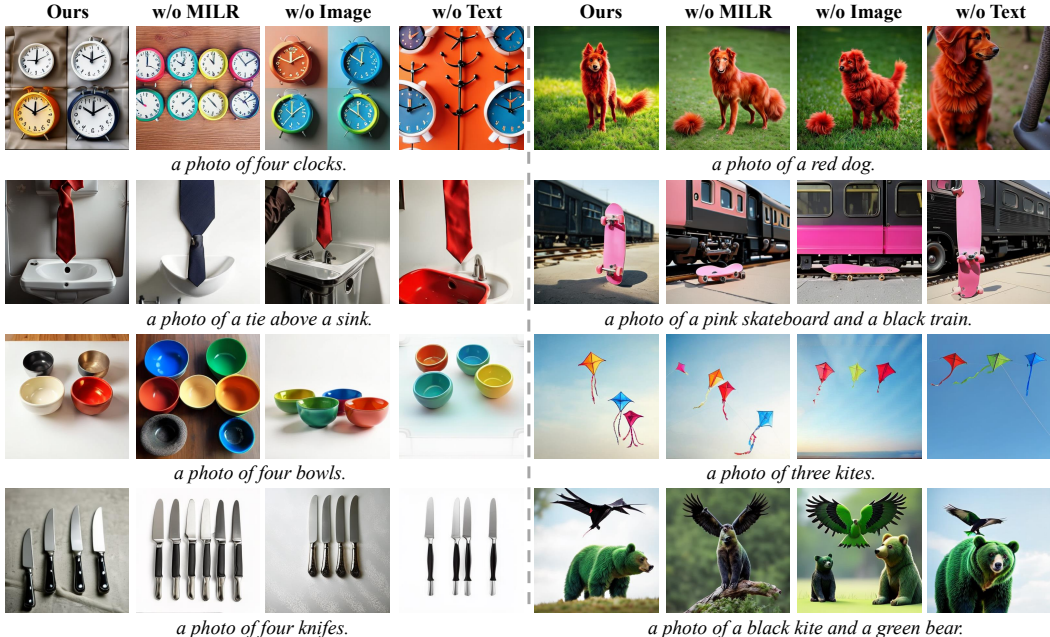 Ours w/o MILR w/o Image w/o Text Ours w/o MILR w/o Image w/o Text
a photo of four clocks. a photo of a red dog.
a photo of a tie above a sink. a photo of a pink skateboard and a black train.
a photo of four bowls. a photo of three kites.
a photo of four knifes. a photo of a black kite and a green bear.